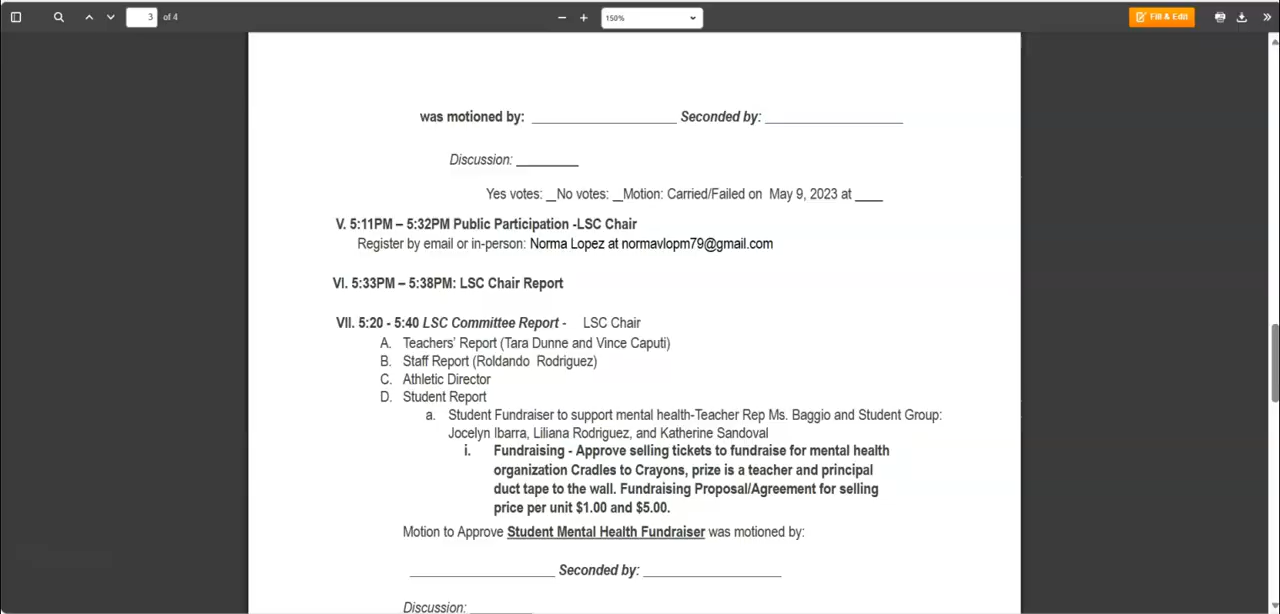 3 of 4
150%
Fill & Edit
was motioned by: ____________________ Seconded by: ___________________
Discussion: _________
Yes votes: _No votes: _Motion: Carried/Failed on May 9, 2023 at ____
V. 5:11PM – 5:32PM Public Participation -LSC Chair
Register by email or in-person: Norma Lopez at normavlopm79@gmail.com
VI. 5:33PM – 5:38PM: LSC Chair Report
VII. 5:20 - 5:40 LSC Committee Report - LSC Chair
A. Teachers' Report (Tara Dunne and Vince Caputi)
B. Staff Report (Roldando Rodriguez)
C. Athletic Director
D. Student Report
a. Student Fundraiser to support mental health-Teacher Rep Ms. Baggio and Student Group:
Jocelyn Ibarra, Liliana Rodriguez, and Katherine Sandoval
i. Fundraising - Approve selling tickets to fundraise for mental health
organization Cradles to Crayons, prize is a teacher and principal
duct tape to the wall. Fundraising Proposal/Agreement for selling
price per unit $1.00 and $5.00.
Motion to Approve Student Mental Health Fundraiser was motioned by:
____________________ Seconded by: ___________________
Discussion: _________